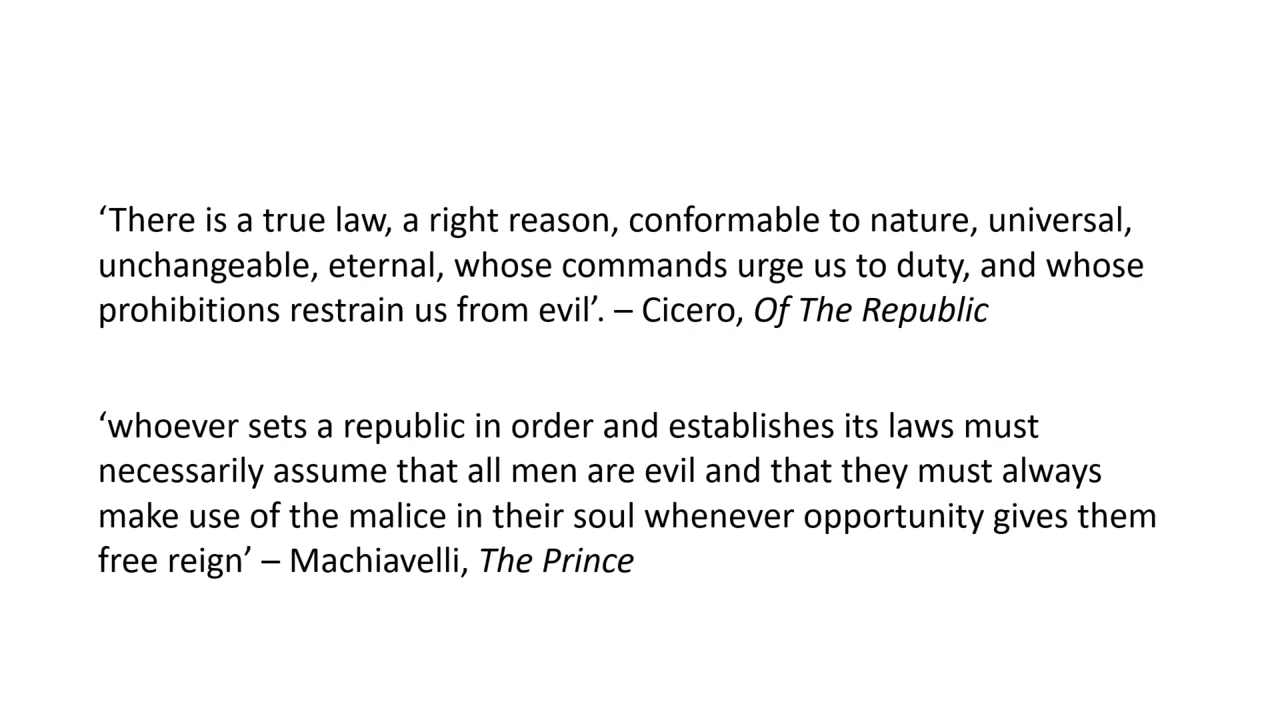 ‘There is a true law, a right reason, conformable to nature, universal,
unchangeable, eternal, whose commands urge us to duty, and whose
prohibitions restrain us from evil’. – Cicero, Of The Republic
‘whoever sets a republic in order and establishes its laws must
necessarily assume that all men are evil and that they must always
make use of the malice in their soul whenever opportunity gives them
free reign’ – Machiavelli, The Prince